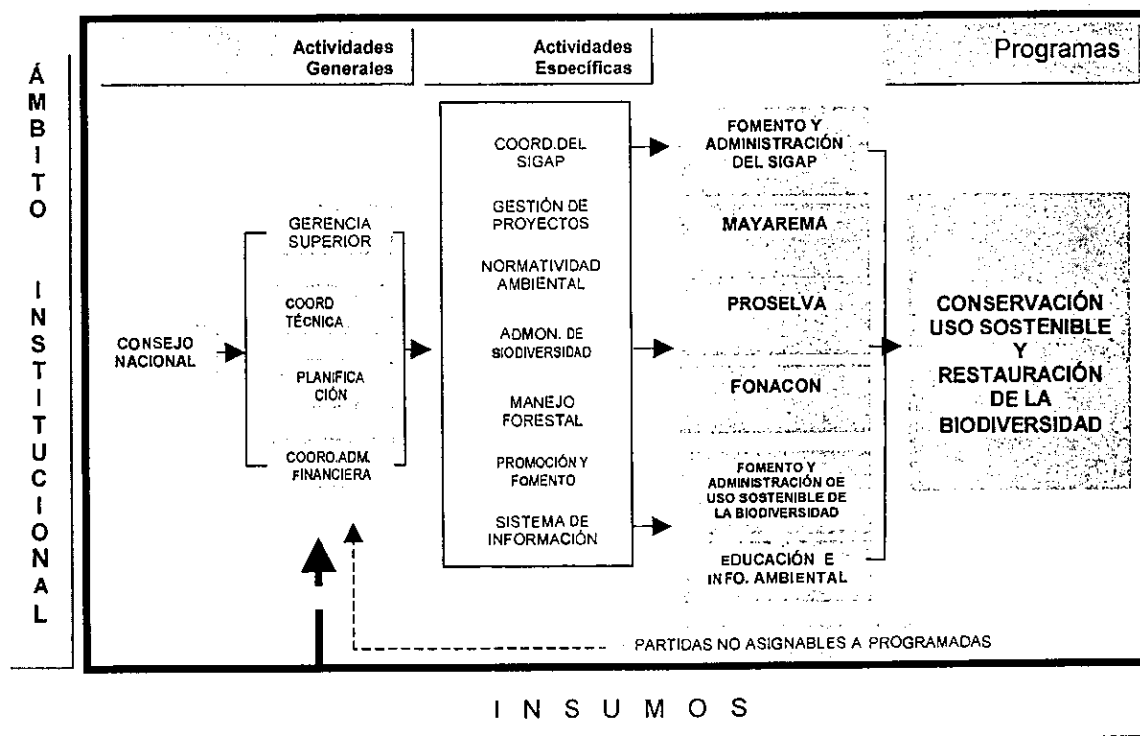 ÁMBITO INSTITUCIONAL
Actividades
Generales
Actividades
Específicas
Programas
CONSEJO
NACIONAL
GERENCIA
SUPERIOR
COORD
TÉCNICA
PLANIFICA
CIÓN
COORD.ADM.
FINANCIERA
COORD.DEL
SIGAP
GESTIÓN DE
PROYECTOS
NORMATIVIDAD
AMBIENTAL
ADMON. DE
BIODIVERSIDAD
MANEJO
FORESTAL
PROMOCIÓN Y
FOMENTO
SISTEMA DE
INFORMACIÓN
FOMENTO Y
ADMINISTRACIÓN
DEL SIGAP
MAYAREMA
PROSELVA
FONACON
FOMENTO Y
ADMINISTRACIÓN DE
USO SOSTENIBLE DE
LA BIODIVERSIDAD
EDUCACIÓN E
INFO. AMBIENTAL
CONSERVACIÓN
USO SOSTENIBLE
Y
RESTAURACIÓN
DE LA
BIODIVERSIDAD
PARTIDAS NO ASIGNABLES A PROGRAMADAS
INSUMOS